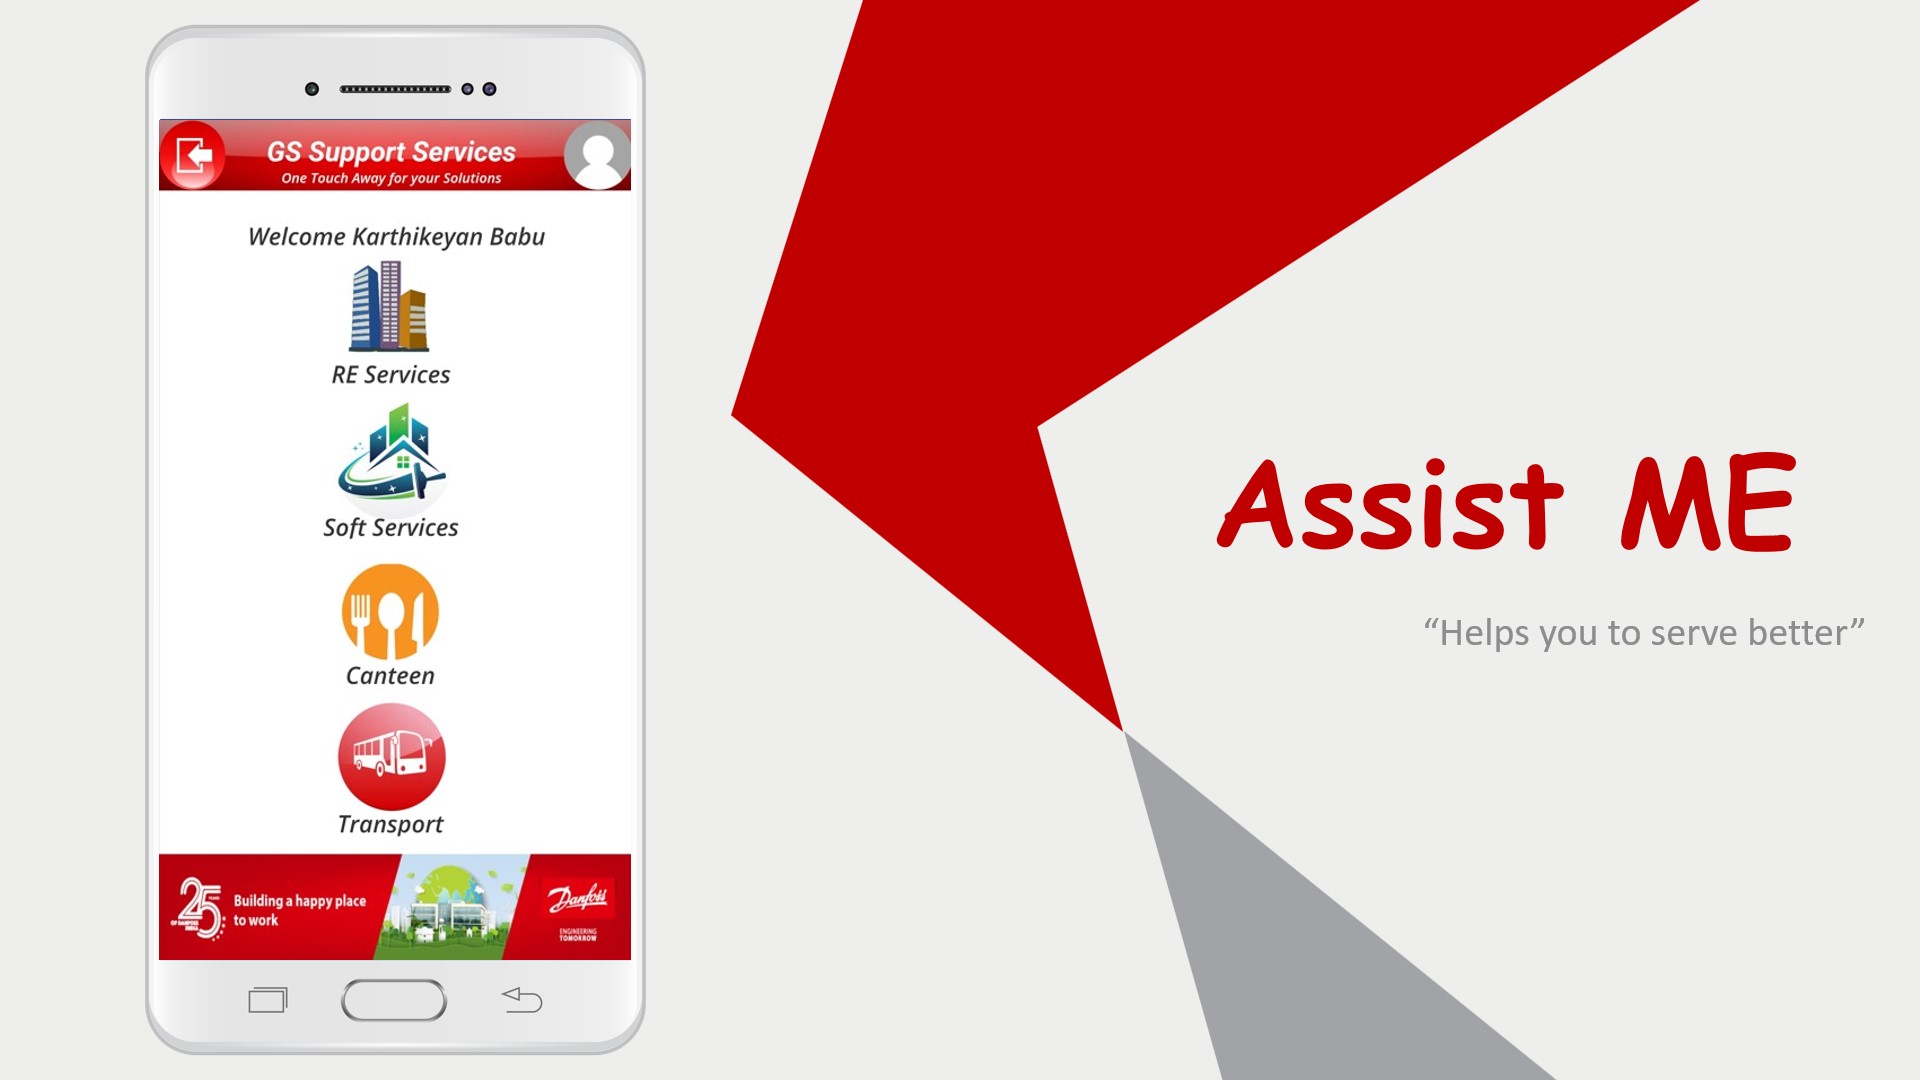 GS Support Services
One Touch Away for your Solutions
Welcome Karthikeyan Babu
RE Services
Soft Services
Canteen
Transport
25 YEARS
OF DANFOSS
INDIA
Building a happy place
to work
Danfoss
ENGINEERING
TOMORROW
Assist ME
“Helps you to serve better”